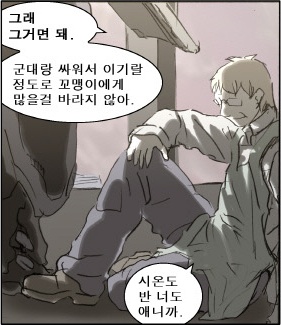 그래
그거면 돼.
군대랑 싸워서 이기랄
정도로 꼬맹이에게
많을걸 바라지 않아.
시온도
반 너도
애니까.